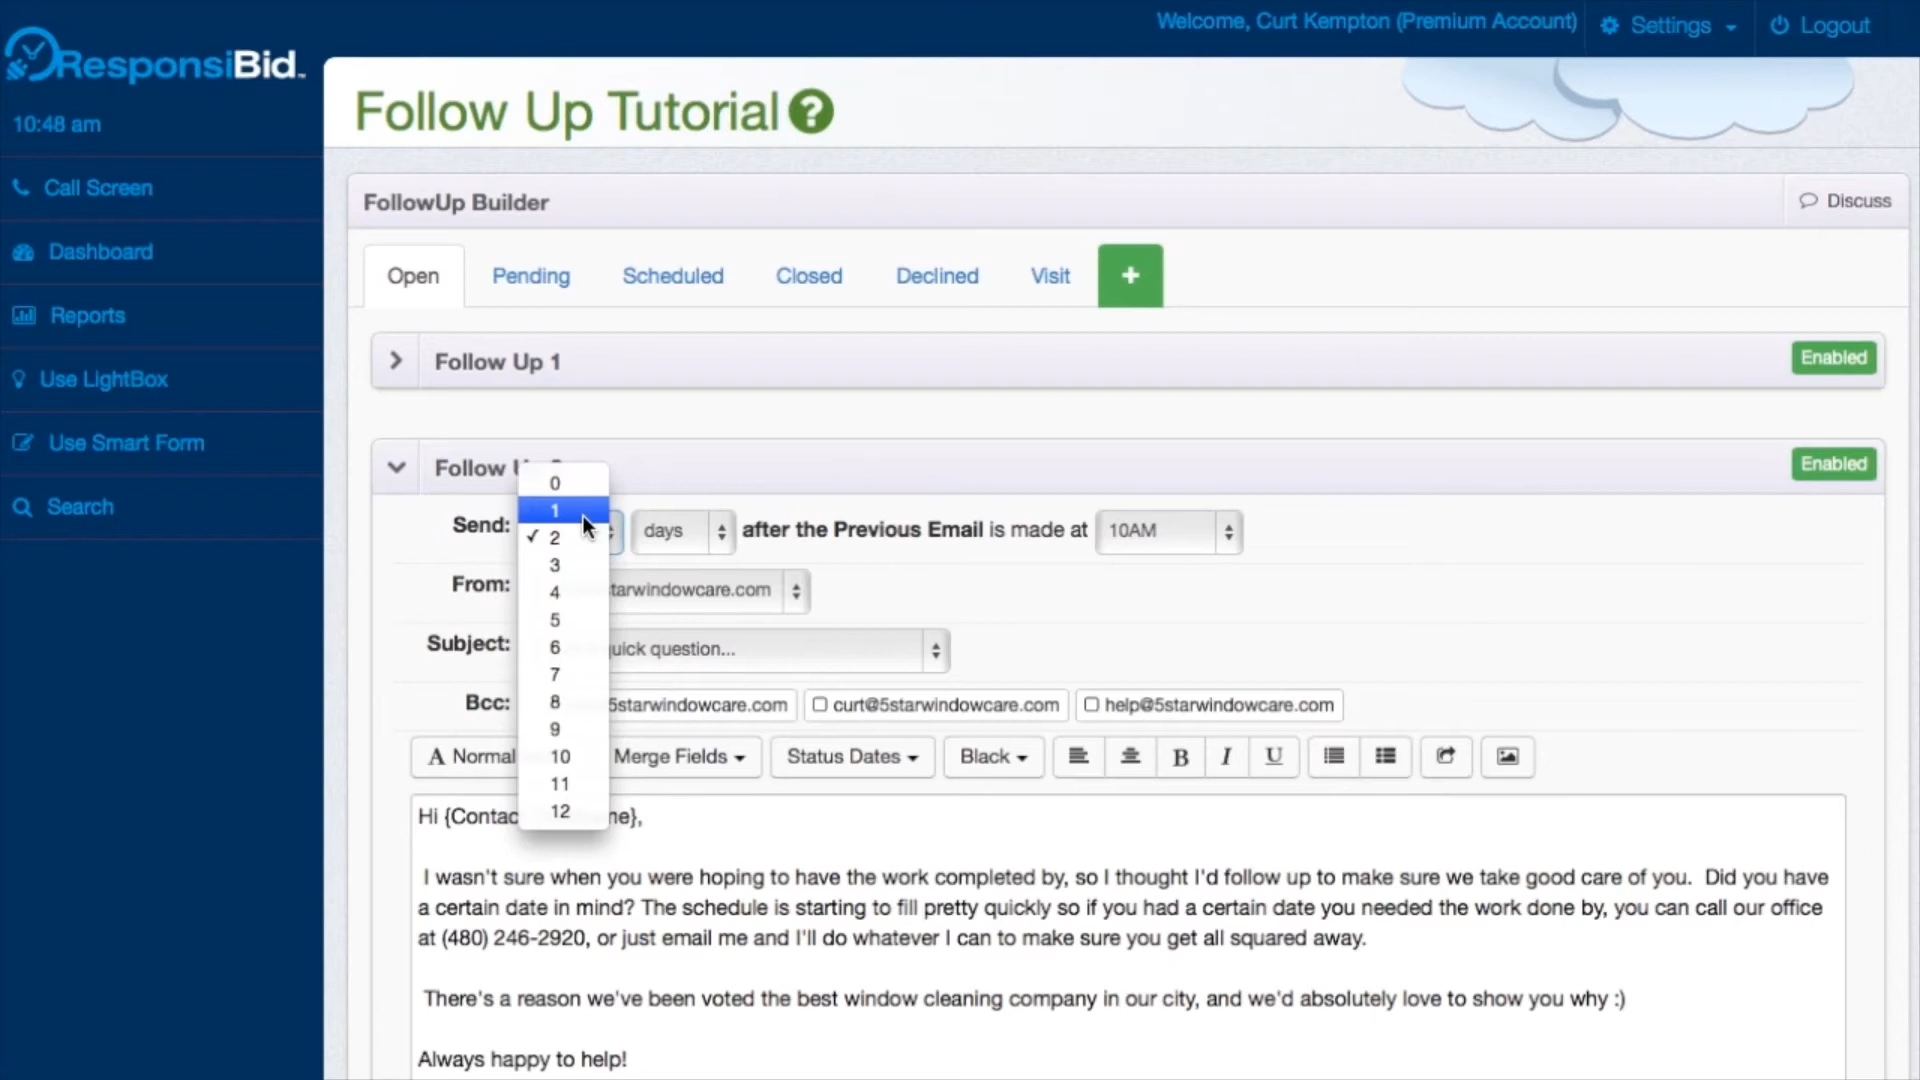 Welcome, Curt Kempton (Premium Account)
Settings
Logout
ResponsiBid™
10:48 am
Call Screen
Dashboard
Reports
Use LightBox
Use Smart Form
Search
Follow Up Tutorial ?
FollowUp Builder
Discuss
Open
Pending
Scheduled
Closed
Declined
Visit
+
Follow Up 1
Enabled
Follow
Enabled
0
1
✓ 2
3
4
5
6
7
8
9
10
11
12
Send:
days
after the Previous Email is made at
10AM
From:
tarwindowcare.com
Subject:
uick question...
Bcc:
5starwindowcare.com
curt@5starwindowcare.com
help@5starwindowcare.com
A Normal
Merge Fields
Status Dates
Black
B
I
U
Hi {Contac me},
I wasn't sure when you were hoping to have the work completed by, so I thought I'd follow up to make sure we take good care of you. Did you have
a certain date in mind? The schedule is starting to fill pretty quickly so if you had a certain date you needed the work done by, you can call our office
at (480) 246-2920, or just email me and I'll do whatever I can to make sure you get all squared away.
There's a reason we've been voted the best window cleaning company in our city, and we'd absolutely love to show you why :)
Always happy to help!